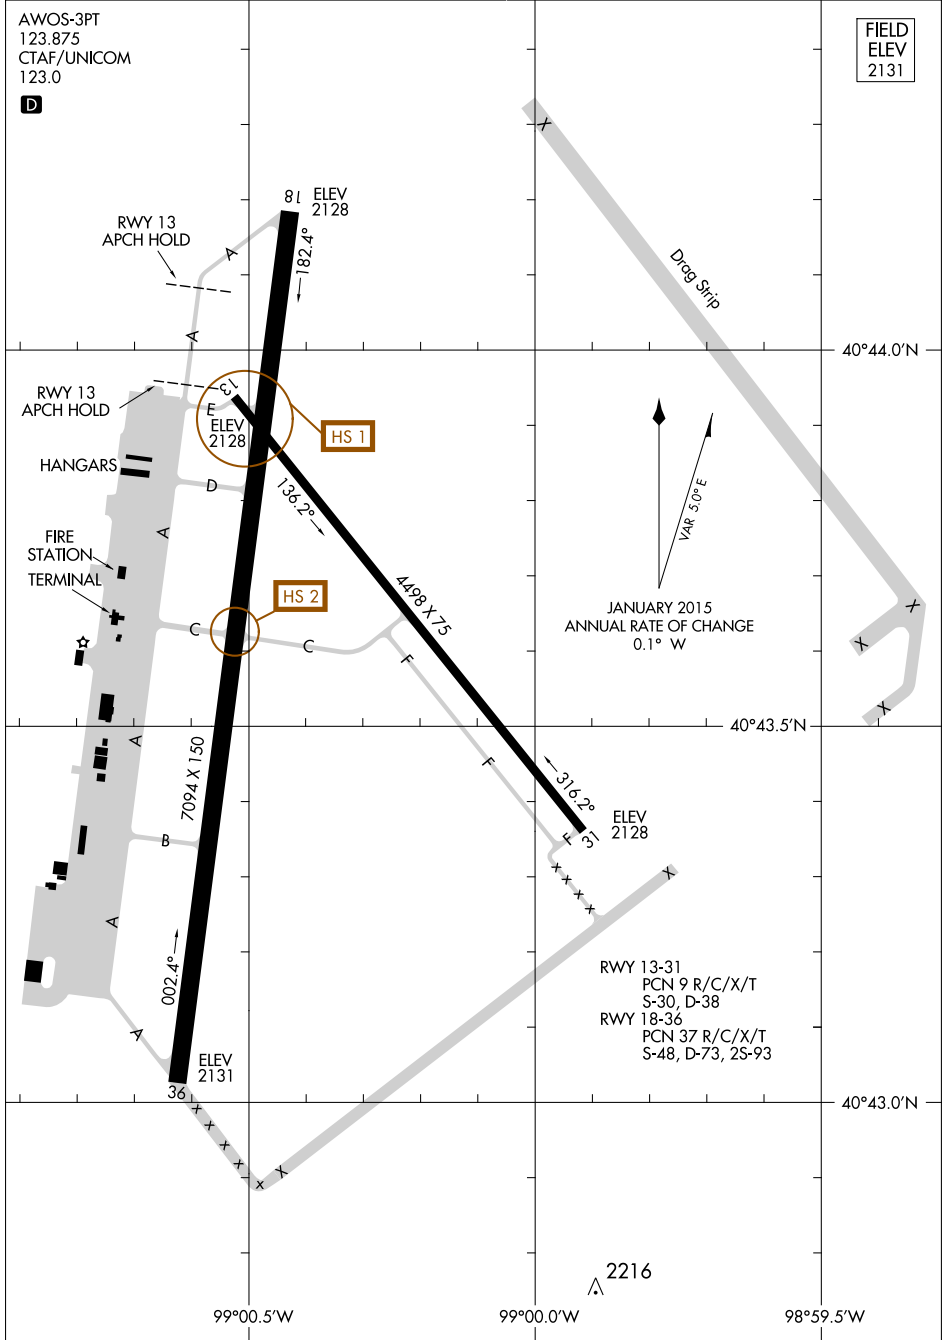 AWOS-3PT
123.875
CTAF/UNICOM
123.0
D
FIELD
ELEV
2131
X
18
ELEV
2128
RWY 13
APCH HOLD
A
182.4°
Drag Strip
A
40°44.0'N
RWY 13
APCH HOLD
13
E
ELEV
2128
HS 1
HANGARS
D
136.2°
VAR 5.0° E
A
FIRE
STATION
TERMINAL
HS 2
4498 X 75
JANUARY 2015
ANNUAL RATE OF CHANGE
0.1° W
X
X
C
C
F
X
40°43.5'N
A
7094 X 150
F
316.2°
ELEV
2128
31
B
F
X
x
x
x
x
A
002.4°
RWY 13-31
PCN 9 R/C/X/T
S-30, D-38
RWY 18-36
PCN 37 R/C/X/T
S-48, D-73, 2S-93
A
ELEV
2131
36
40°43.0'N
x
x
x
x
x
X
2216
99°00.5'W
99°00.0'W
98°59.5'W